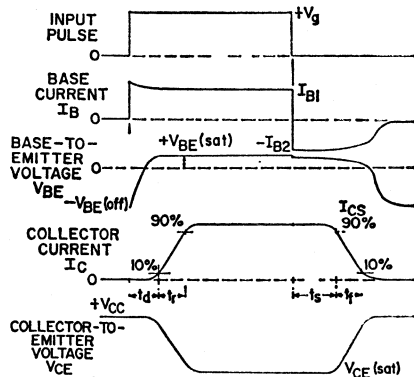 INPUT
PULSE
0
+Vg
BASE
CURRENT
IB
0
IB1
-IB2
BASE-TO-
EMITTER
VOLTAGE
VBE
0
+VBE(sat)
-VBE(off)
COLLECTOR
CURRENT
IC
0
90%
10%
ICS
90%
10%
td
tr
ts
tf
+VCC
COLLECTOR-TO-
EMITTER
VOLTAGE
VCE
VCE(sat)